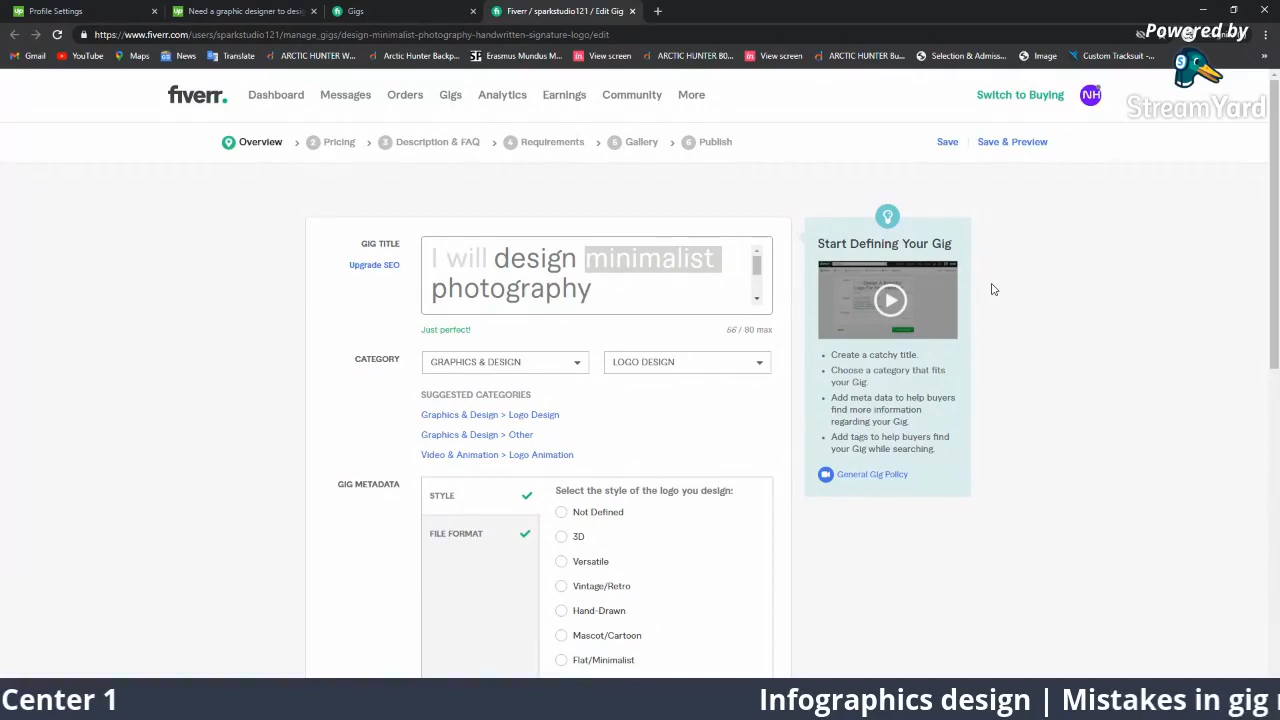 Profile Settings
Need a graphic designer to desig
Gigs
Fiverr / sparkstudio121 / Edit Gig
https://www.fiverr.com/users/sparkstudio121/manage_gigs/design-minimalist-photography-handwritten-signature-logo/edit
Powered by
Gmail
YouTube
Maps
News
Translate
ARCTIC HUNTER W...
Arctic Hunter Backp...
Erasmus Mundus M...
View screen
ARCTIC HUNTER B0...
View screen
ARCTIC HUNTER Bu...
Selection & Admiss...
Image
Custom Tracksuit -...
StreamYard
fiverr.
Dashboard
Messages
Orders
Gigs
Analytics
Earnings
Community
More
Switch to Buying
NH
Overview
2 Pricing
3 Description & FAQ
4 Requirements
5 Gallery
6 Publish
Save
Save & Preview
GIG TITLE
Upgrade SEO
I will design minimalist
photography
Just perfect!
56 / 80 max
CATEGORY
GRAPHICS & DESIGN
LOGO DESIGN
SUGGESTED CATEGORIES
Graphics & Design > Logo Design
Graphics & Design > Other
Video & Animation > Logo Animation
GIG METADATA
STYLE
FILE FORMAT
Select the style of the logo you design:
Not Defined
3D
Versatile
Vintage/Retro
Hand-Drawn
Mascot/Cartoon
Flat/Minimalist
Start Defining Your Gig
Create a catchy title.
Choose a category that fits
your Gig.
Add meta data to help buyers
find more information
regarding your Gig.
Add tags to help buyers find
your Gig while searching.
General Gig Policy
Center 1
Infographics design | Mistakes in gig